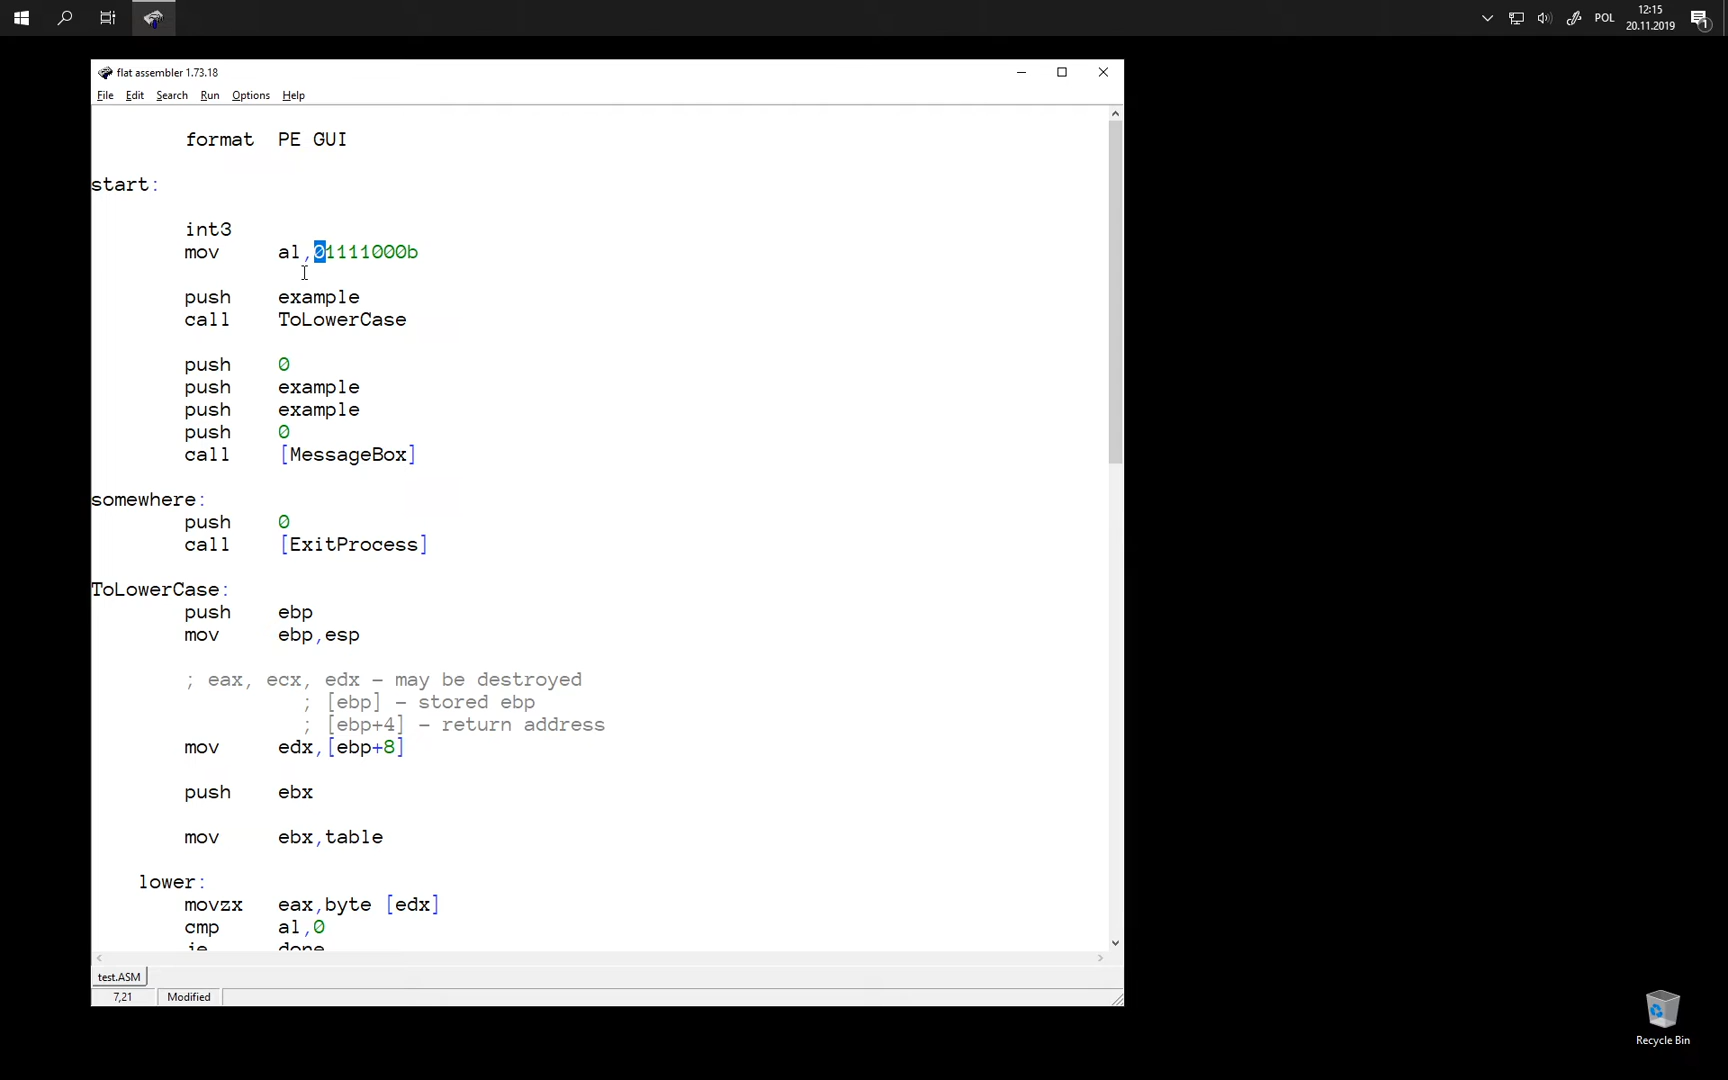 POL
12:15
20.11.2019
1
flat assembler 1.73.18
File Edit Search Run Options Help
format PE GUI
start:
int3
mov al,01111000b
push example
call ToLowerCase
push 0
push example
push example
push 0
call [MessageBox]
somewhere:
push 0
call [ExitProcess]
ToLowerCase:
push ebp
mov ebp,esp
; eax, ecx, edx - may be destroyed
; [ebp] - stored ebp
; [ebp+4] - return address
mov edx,[ebp+8]
push ebx
mov ebx,table
lower:
movzx eax,byte [edx]
cmp al,0
je done
test.ASM
7,21 Modified
Recycle Bin